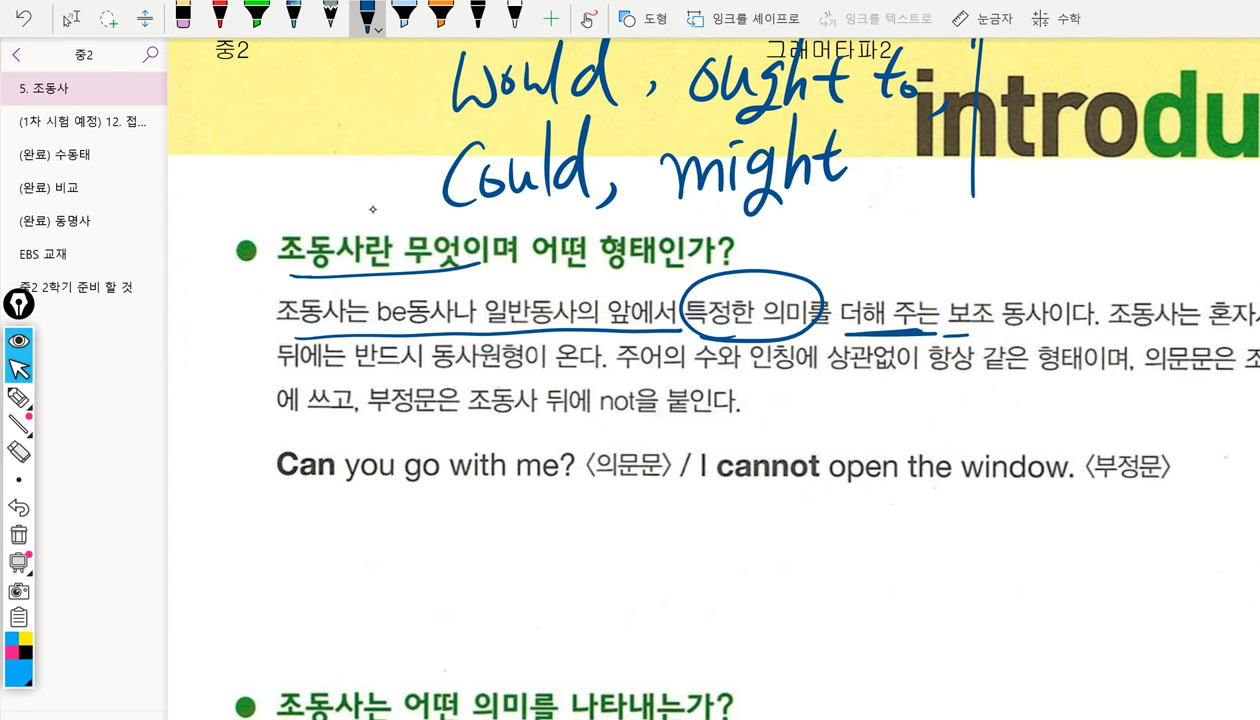 도형 잉크를 셰이프로 잉크를 텍스트로 눈금자 수학
중2
5. 조동사
(1차 시험 예정) 12. 접...
(완료) 수동태
(완료) 비교
(완료) 동명사
EBS 교재
중2 2학기 준비 할 것
중2 그래머타파2
would, ought to,
could, might
introdu
조동사란 무엇이며 어떤 형태인가?
조동사는 be동사나 일반동사의 앞에서 특정한 의미를 더해 주는 보조 동사이다. 조동사는 혼자
뒤에는 반드시 동사원형이 온다. 주어의 수와 인칭에 상관없이 항상 같은 형태이며, 의문문은
에 쓰고, 부정문은 조동사 뒤에 not을 붙인다.
Can you go with me? 〈의문문〉 / I cannot open the window. 〈부정문〉
조동사는 어떤 의미를 나타내는가?